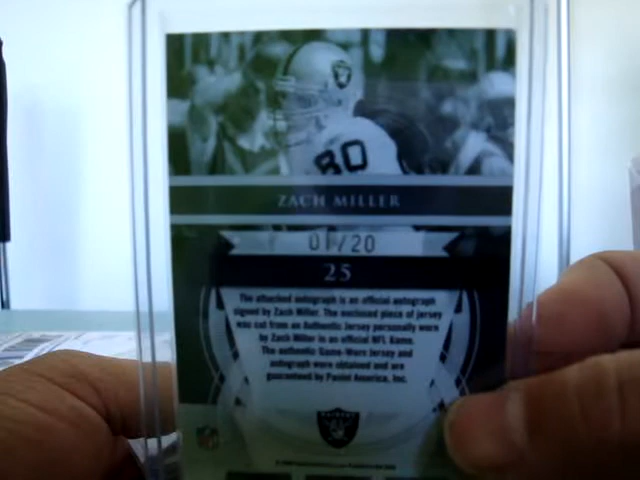 80
ZACH MILLER
01/20
25
The attached autograph is an official autograph
signed by Zach Miller. The enclosed piece of jersey
was cut from an Authentic Jersey personally worn
by Zach Miller in an official NFL Game.
The authentic Game-Worn Jersey and
autograph were obtained and are
guaranteed by Panini America, Inc.
RAIDERS